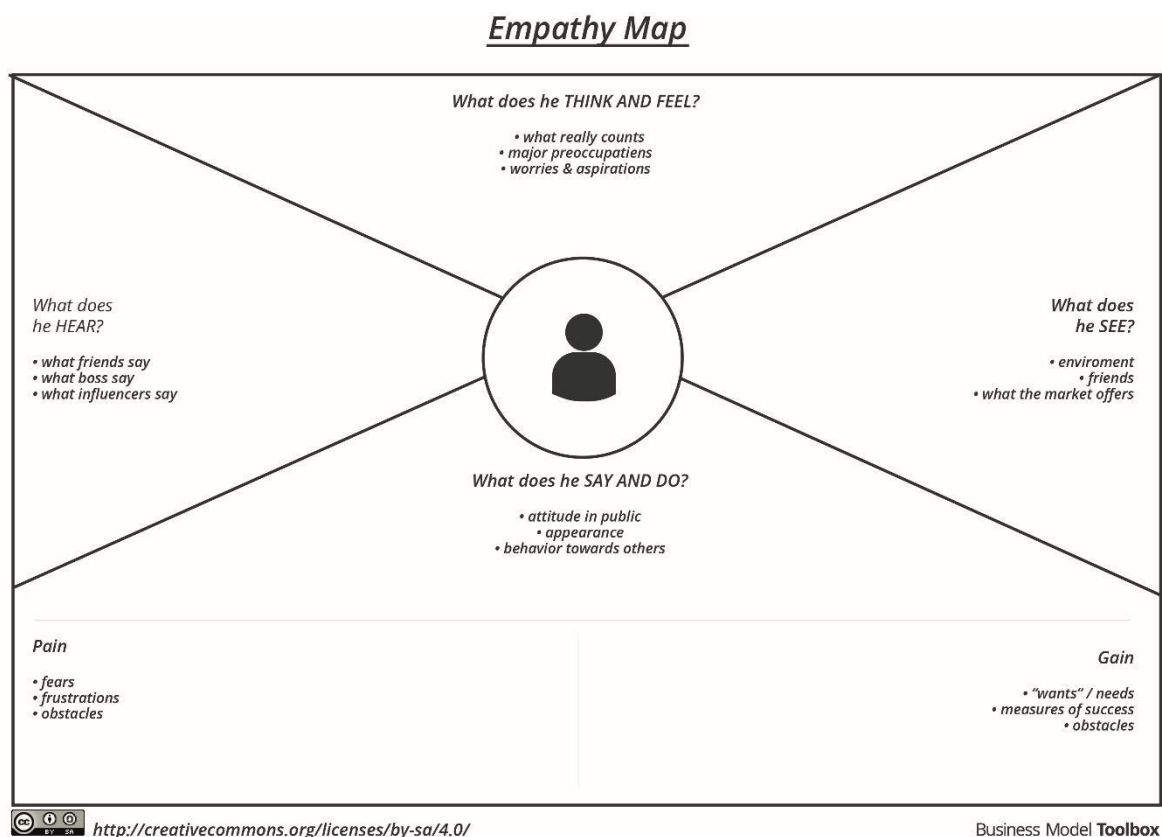 Empathy Map
What does he THINK AND FEEL?
• what really counts
• major preoccupatiens
• worries & aspirations
What does
he HEAR?
• what friends say
• what boss say
• what influencers say
What does
he SEE?
• enviroment
• friends
• what the market offers
What does he SAY AND DO?
• attitude in public
• appearance
• behavior towards others
Pain
• fears
• frustrations
• obstacles
Gain
• “wants” / needs
• measures of success
• obstacles
cc BY SA
http://creativecommons.org/licenses/by-sa/4.0/
Business Model Toolbox